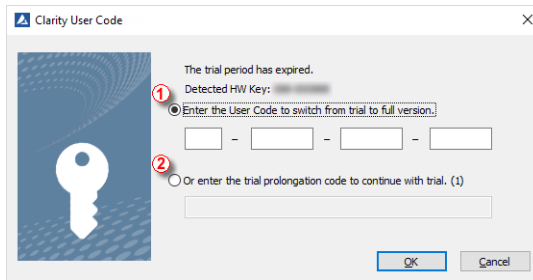 Clarity User Code
The trial period has expired.
Detected HW Key:
1
Enter the User Code to switch from trial to full version.
- - -
2
Or enter the trial prolongation code to continue with trial. (1)
OK Cancel